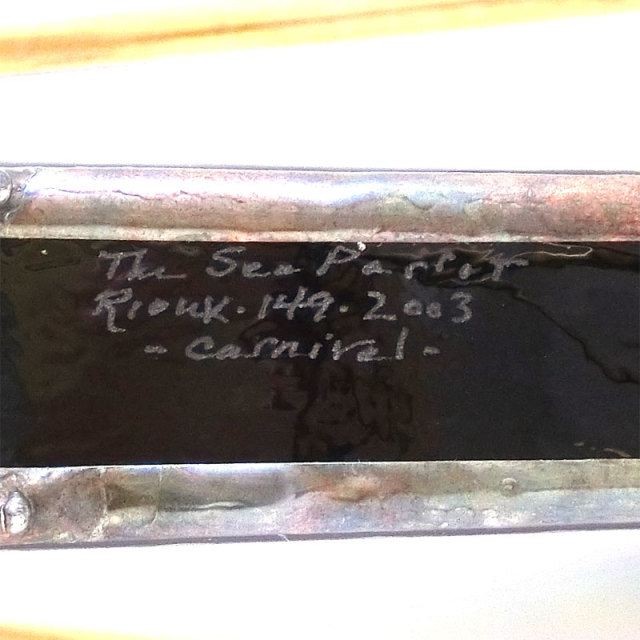 The Sea Parrot
Rioux · 149 · 2003
- carnival -